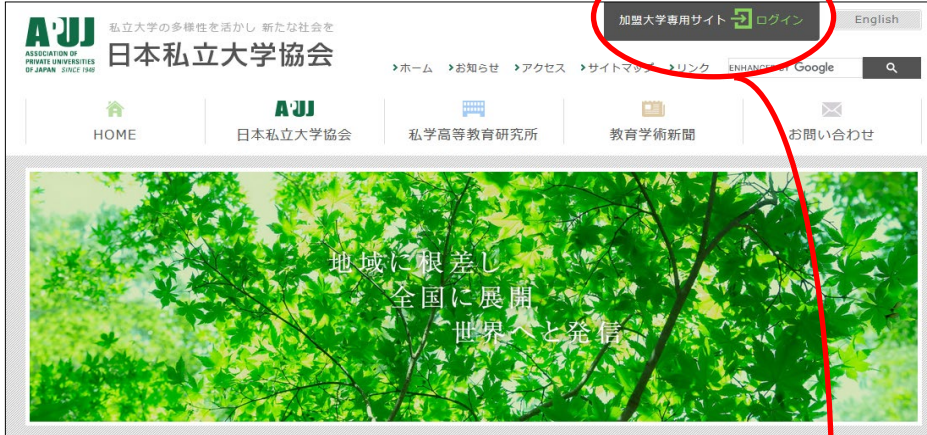 APUJ
ASSOCIATION OF
PRIVATE UNIVERSITIES
OF JAPAN SINCE 1948
私立大学の多様性を活かし 新たな社会を
日本私立大学協会
加盟大学専用サイト ログイン
English
ホーム お知らせ アクセス サイトマップ リンク
ENHANCED BY Google
HOME
APUJ
日本私立大学協会
私学高等教育研究所
教育学術新聞
お問い合わせ
地域に根差し
全国に展開
世界へと発信